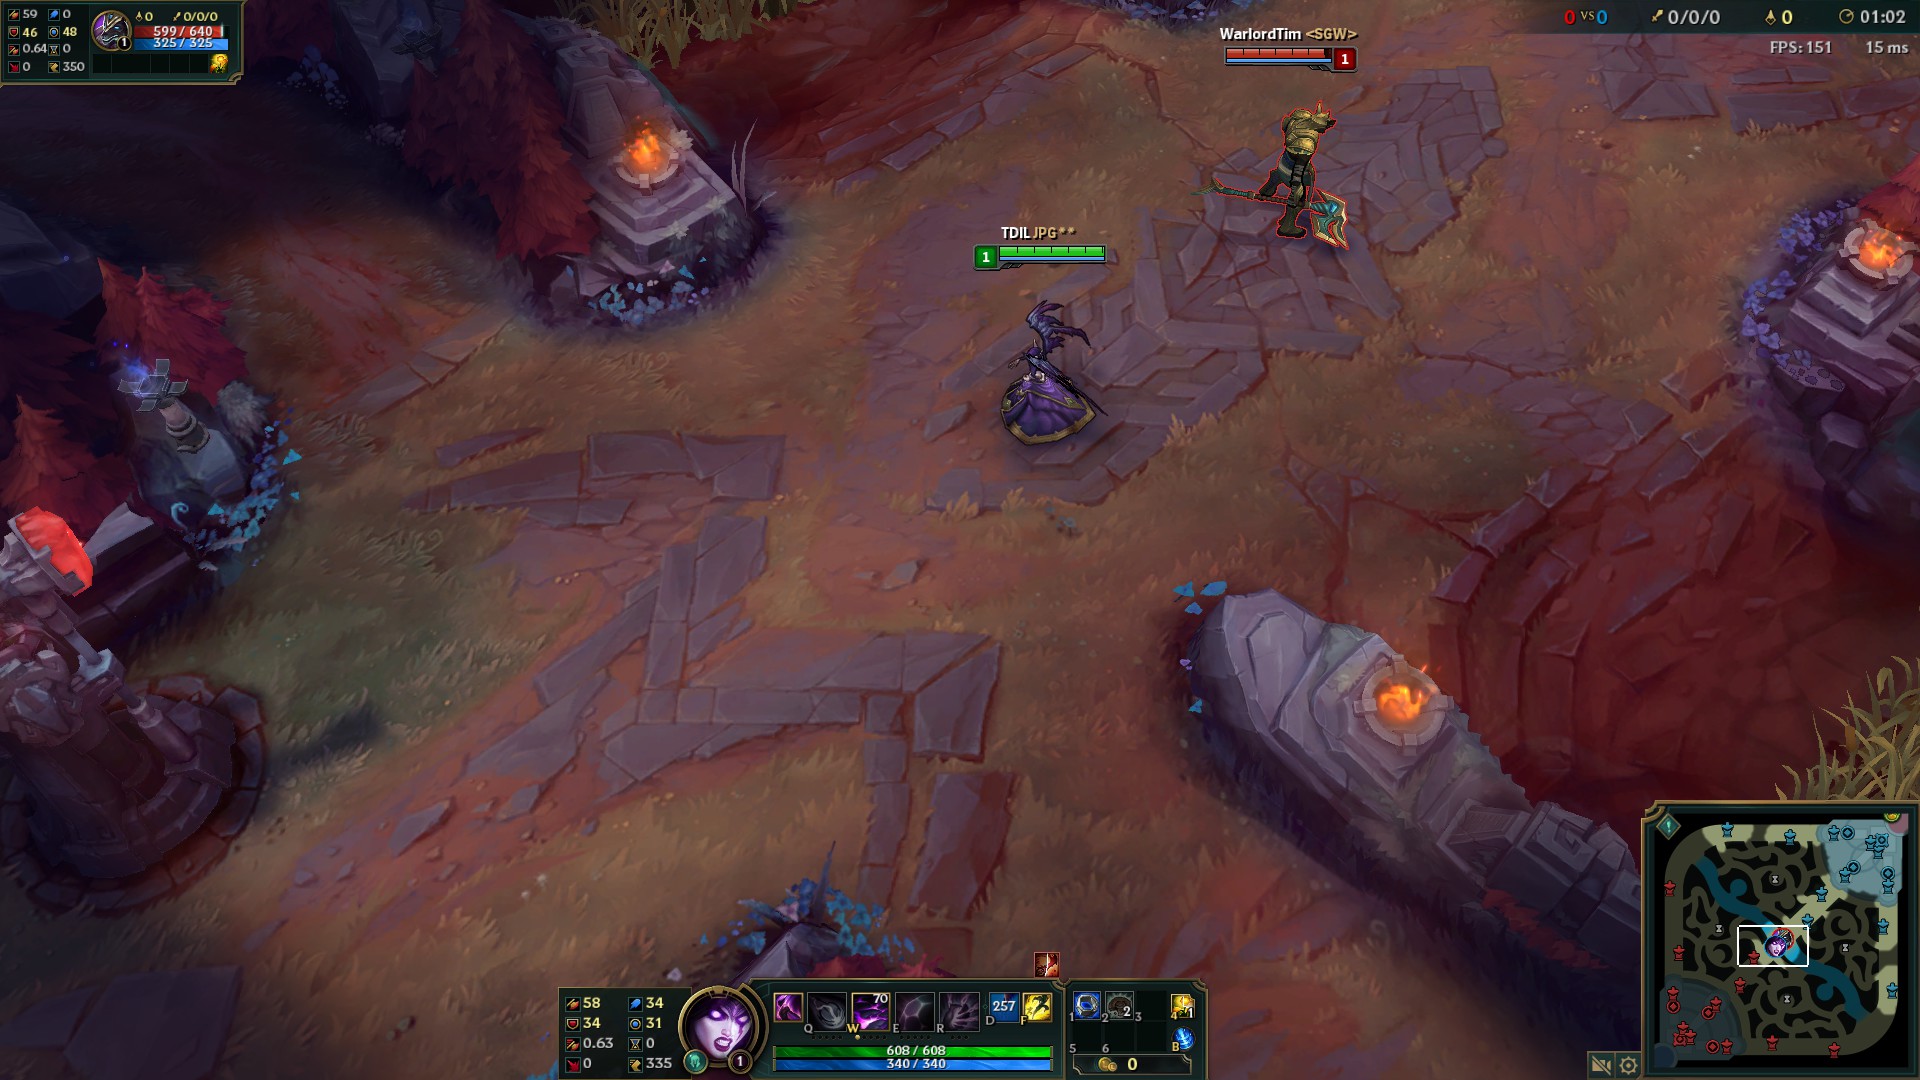 59 0 0 0/0/0
46 48 599 / 640
0.64 0 1 325 / 325
0 350
0 VS 0 0/0/0 0 01:02
FPS: 151 15 ms
WarlordTim <SGW>
1
TDIL JPG**
1
58 34
34 31
0.63 0
0 335
1
70
Q W E R
257
D F
608 / 608
340 / 340
1 2 2 3 4 1
5 6 B
0